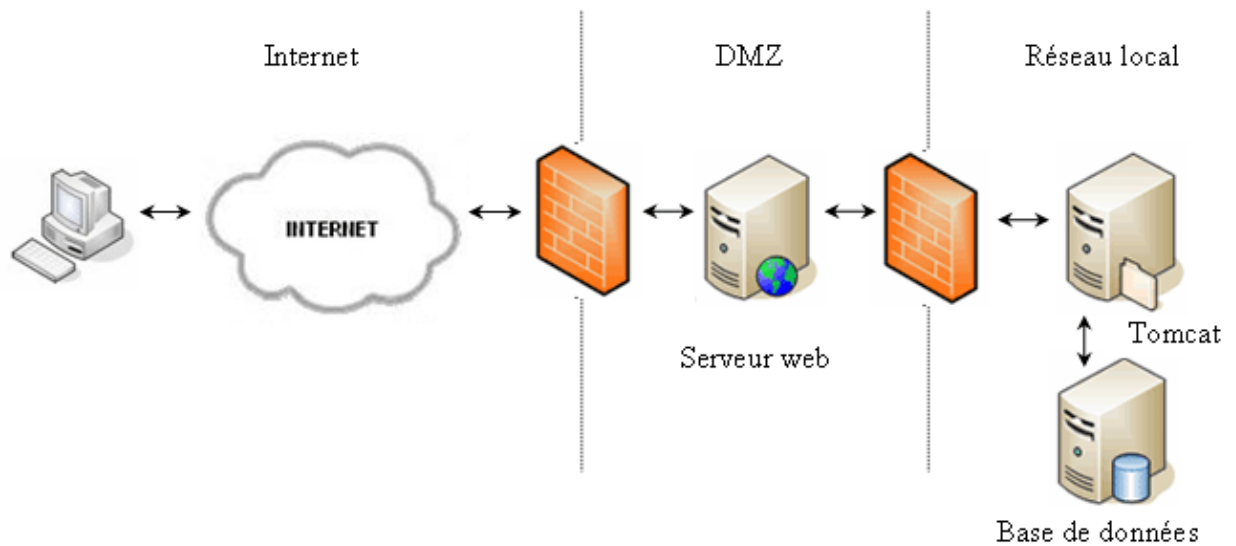 Internet
DMZ
Réseau local
INTERNET
Serveur web
Tomcat
Base de données